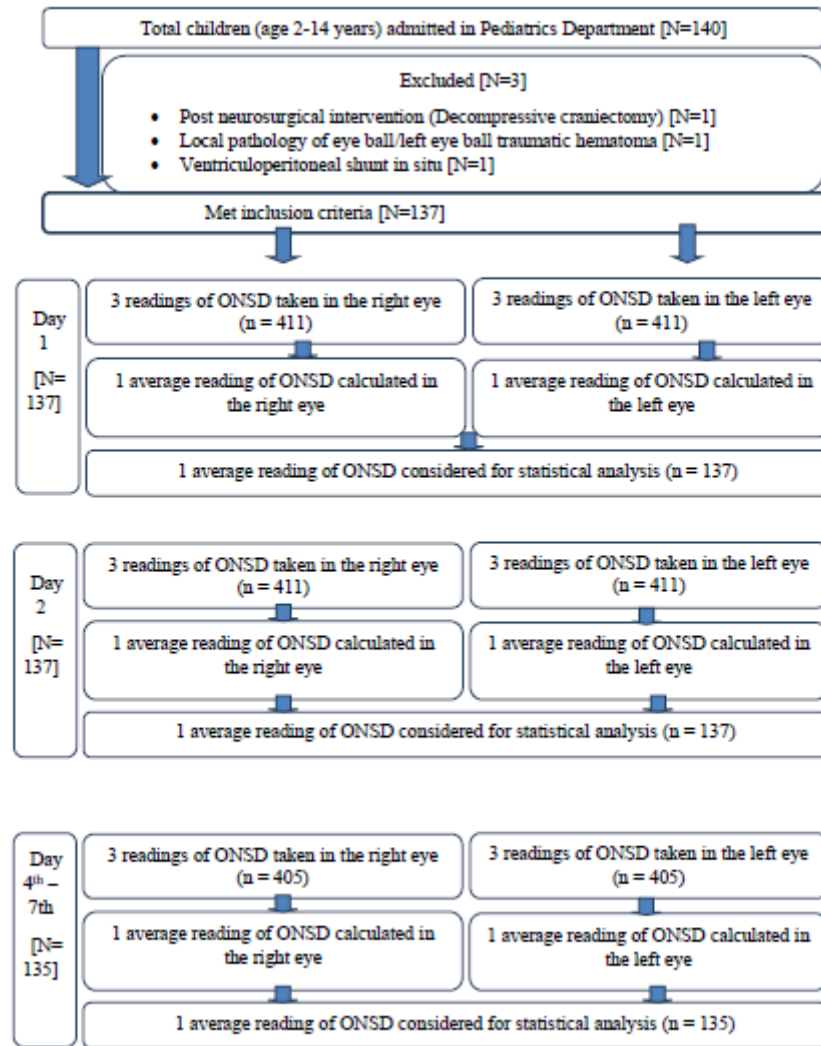 Total children (age 2-14 years) admitted in Pediatrics Department [N=140]
Excluded [N=3]
• Post neurosurgical intervention (Decompressive craniectomy) [N=1]
• Local pathology of eye ball/left eye ball traumatic hematoma [N=1]
• Ventriculoperitoneal shunt in situ [N=1]
Met inclusion criteria [N=137]
Day
1
[N=
137]
3 readings of ONSD taken in the right eye
(n = 411)
3 readings of ONSD taken in the left eye
(n = 411)
1 average reading of ONSD calculated in
the right eye
1 average reading of ONSD calculated in
the left eye
1 average reading of ONSD considered for statistical analysis (n = 137)
Day
2
[N=
137]
3 readings of ONSD taken in the right eye
(n = 411)
3 readings of ONSD taken in the left eye
(n = 411)
1 average reading of ONSD calculated in
the right eye
1 average reading of ONSD calculated in
the left eye
1 average reading of ONSD considered for statistical analysis (n = 137)
Day
4th –
7th
[N=
135]
3 readings of ONSD taken in the right eye
(n = 405)
3 readings of ONSD taken in the left eye
(n = 405)
1 average reading of ONSD calculated in
the right eye
1 average reading of ONSD calculated in
the left eye
1 average reading of ONSD considered for statistical analysis (n = 135)